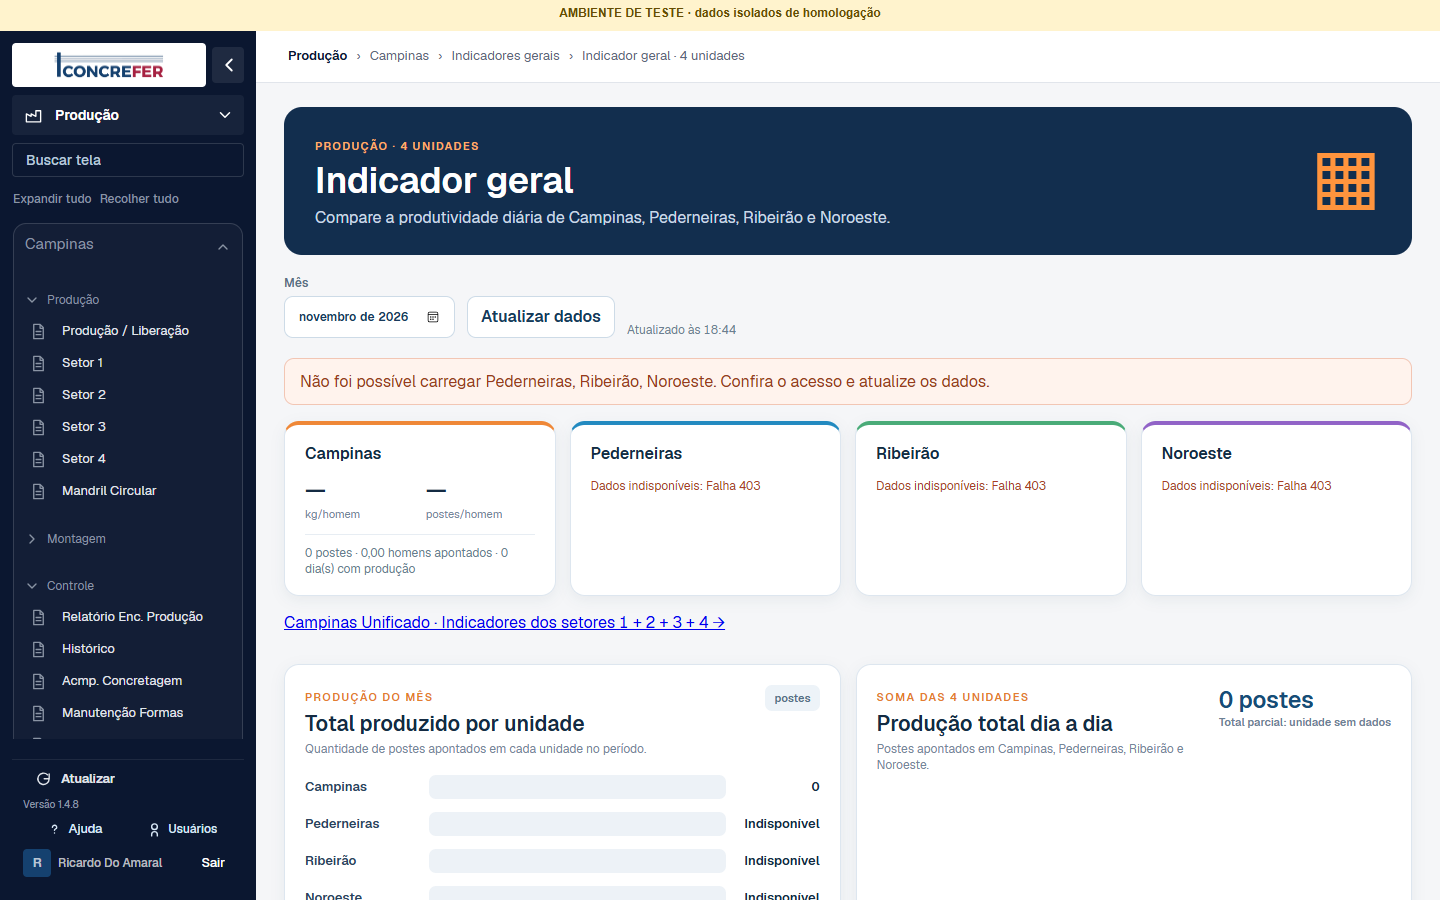 AMBIENTE DE TESTE · dados isolados de homologação
CONCREFER
Produção
Buscar tela
Expandir tudo Recolher tudo
Campinas
Produção
Produção / Liberação
Setor 1
Setor 2
Setor 3
Setor 4
Mandril Circular
Montagem
Controle
Relatório Enc. Produção
Histórico
Acmp. Concretagem
Manutenção Formas
Atualizar
Versão 1.4.8
? Ajuda
Usuários
R Ricardo Do Amaral
Sair
Produção › Campinas › Indicadores gerais › Indicador geral · 4 unidades
PRODUÇÃO · 4 UNIDADES
Indicador geral
Compare a produtividade diária de Campinas, Pederneiras, Ribeirão e Noroeste.
Mês
novembro de 2026
Atualizar dados
Atualizado às 18:44
Não foi possível carregar Pederneiras, Ribeirão, Noroeste. Confira o acesso e atualize os dados.
Campinas
— —
kg/homem postes/homem
0 postes · 0,00 homens apontados · 0
dia(s) com produção
Pederneiras
Dados indisponíveis: Falha 403
Ribeirão
Dados indisponíveis: Falha 403
Noroeste
Dados indisponíveis: Falha 403
Campinas Unificado · Indicadores dos setores 1 + 2 + 3 + 4 →
PRODUÇÃO DO MÊS
postes
Total produzido por unidade
Quantidade de postes apontados em cada unidade no período.
Campinas 0
Pederneiras Indisponível
Ribeirão Indisponível
Noroeste Indisponível
SOMA DAS 4 UNIDADES
Produção total dia a dia
Postes apontados em Campinas, Pederneiras, Ribeirão e
Noroeste.
0 postes
Total parcial: unidade sem dados